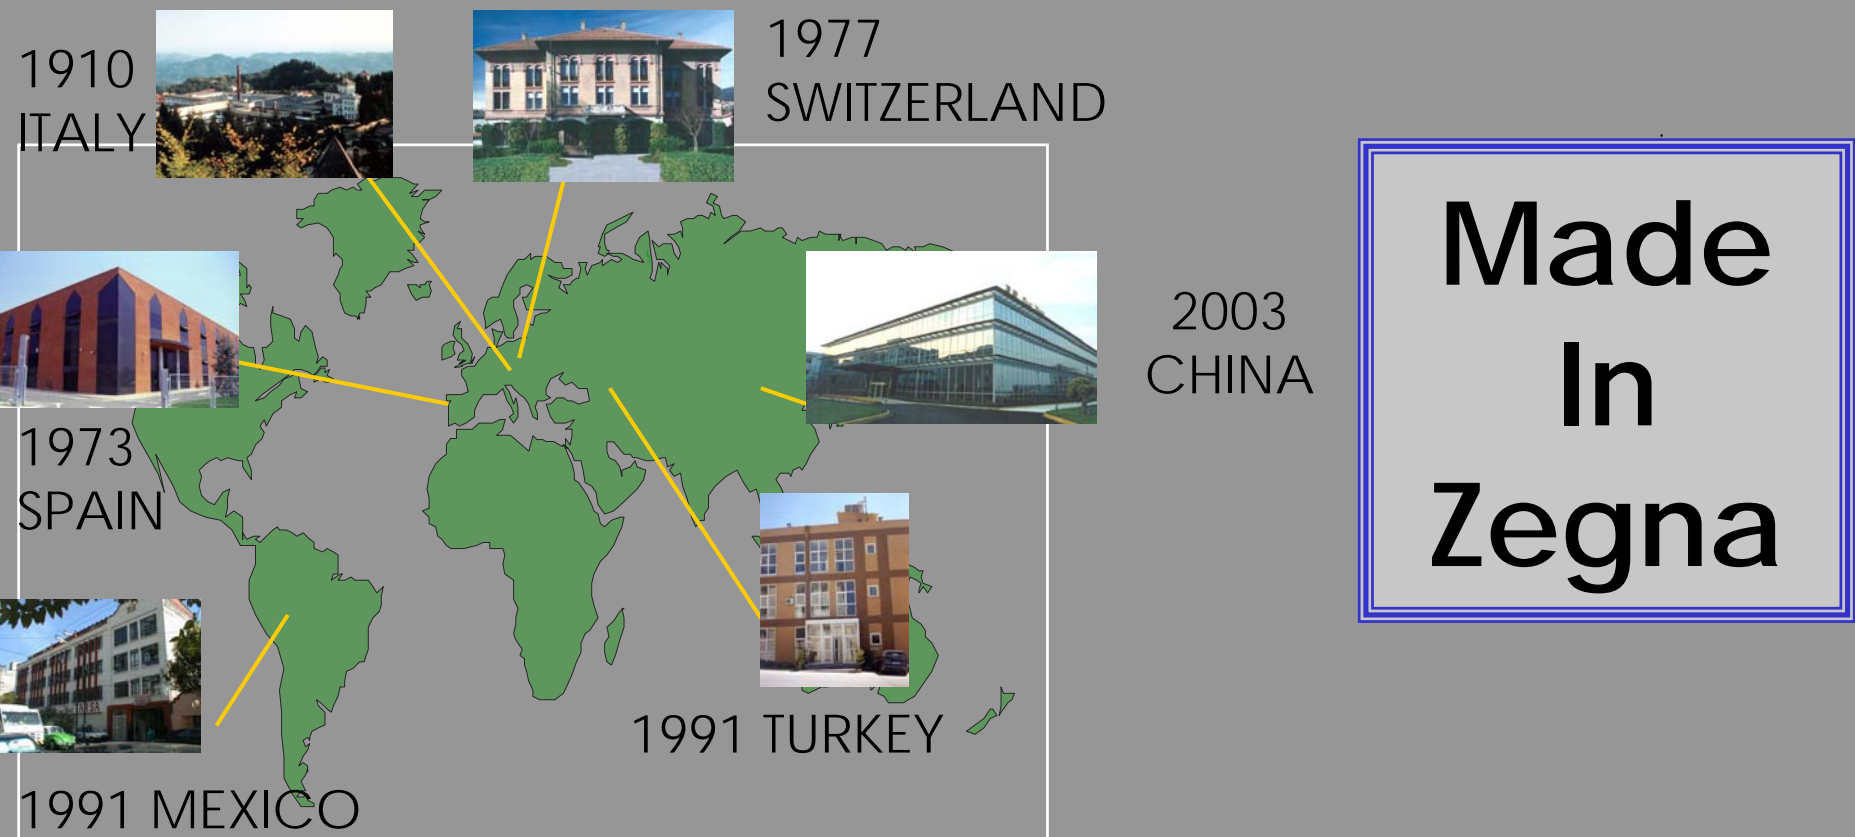 1910
ITALY
1977
SWITZERLAND
2003
CHINA
1973
SPAIN
1991 TURKEY
1991 MEXICO
Made
In
Zegna